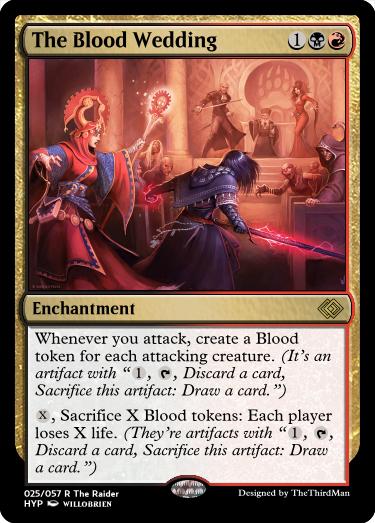 The Blood Wedding
1
Enchantment
Whenever you attack, create a Blood
token for each attacking creature. (It's an
artifact with “1, , Discard a card,
Sacrifice this artifact: Draw a card.”)
X, Sacrifice X Blood tokens: Each player
loses X life. (They're artifacts with “1, ,
Discard a card, Sacrifice this artifact: Draw
a card.”)
025/057 R The Raider
HYP WILLOBRIEN
Designed by TheThirdMan